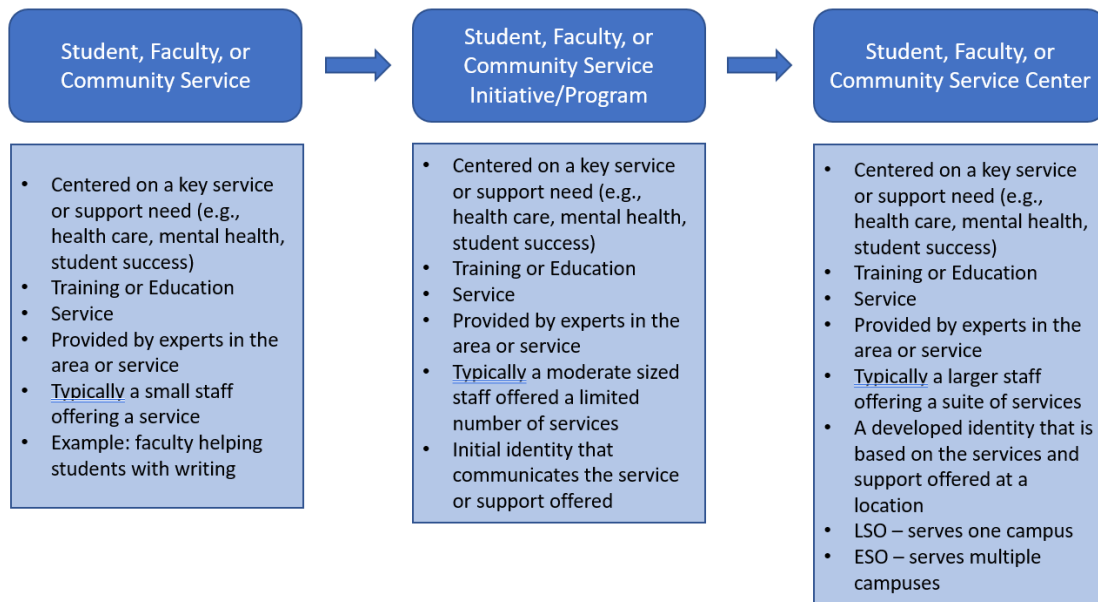 Student, Faculty, or
Community Service
Student, Faculty, or
Community Service
Initiative/Program
Student, Faculty, or
Community Service Center
• Centered on a key service
or support need (e.g.,
health care, mental health,
student success)
• Training or Education
• Service
• Provided by experts in the
area or service
• Typically a small staff
offering a service
• Example: faculty helping
students with writing
• Centered on a key service
or support need (e.g.,
health care, mental health,
student success)
• Training or Education
• Service
• Provided by experts in the
area or service
• Typically a moderate sized
staff offered a limited
number of services
• Initial identity that
communicates the service
or support offered
• Centered on a key service
or support need (e.g.,
health care, mental health,
student success)
• Training or Education
• Service
• Provided by experts in the
area or service
• Typically a larger staff
offering a suite of services
• A developed identity that is
based on the services and
support offered at a
location
• LSO – serves one campus
• ESO – serves multiple
campuses